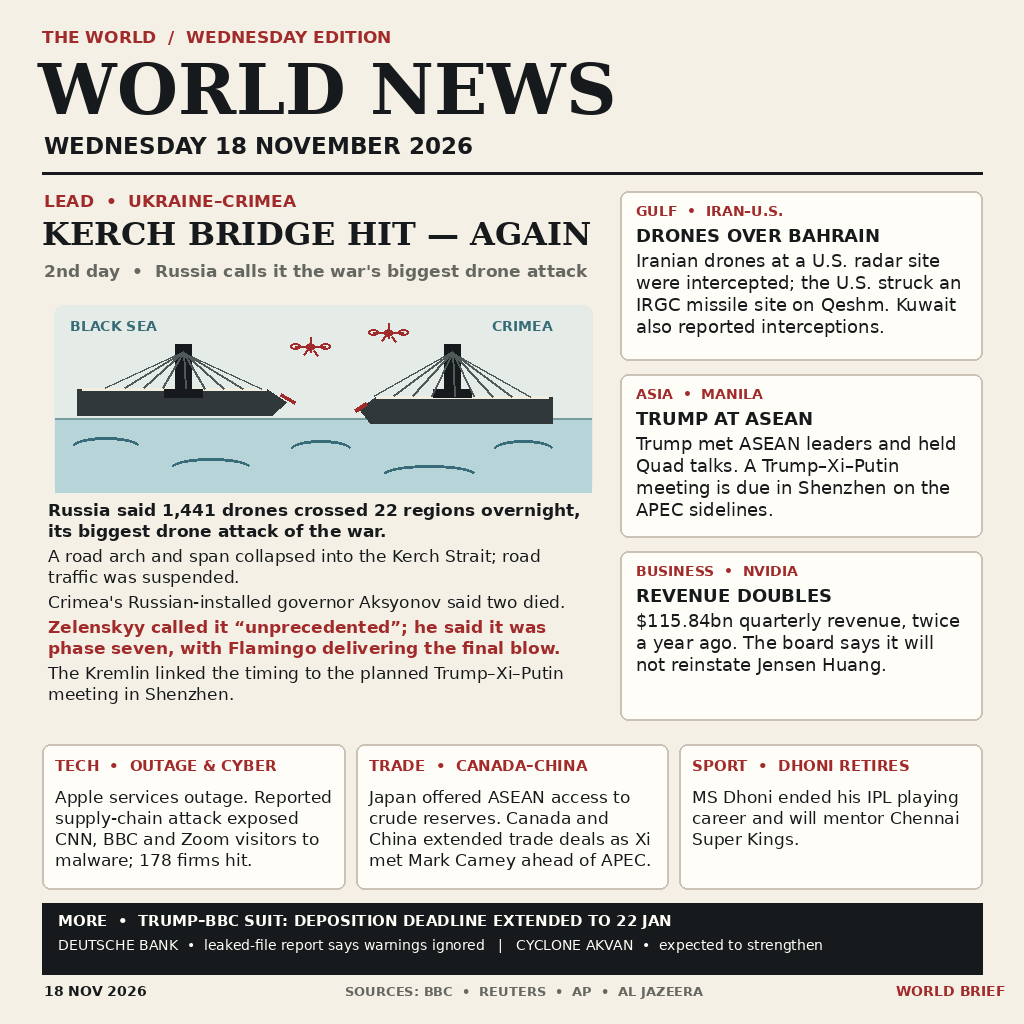 THE WORLD / WEDNESDAY EDITION
WORLD NEWS
WEDNESDAY 18 NOVEMBER 2026
LEAD • UKRAINE–CRIMEA
KERCH BRIDGE HIT — AGAIN
2nd day • Russia calls it the war's biggest drone attack
BLACK SEA
CRIMEA
Russia said 1,441 drones crossed 22 regions overnight,
its biggest drone attack of the war.
A road arch and span collapsed into the Kerch Strait; road
traffic was suspended.
Crimea's Russian-installed governor Aksyonov said two died.
Zelenskyy called it “unprecedented”; he said it was
phase seven, with Flamingo delivering the final blow.
The Kremlin linked the timing to the planned Trump–Xi–Putin
meeting in Shenzhen.
GULF • IRAN–U.S.
DRONES OVER BAHRAIN
Iranian drones at a U.S. radar site
were intercepted; the U.S. struck an
IRGC missile site on Qeshm. Kuwait
also reported interceptions.
ASIA • MANILA
TRUMP AT ASEAN
Trump met ASEAN leaders and held
Quad talks. A Trump–Xi–Putin
meeting is due in Shenzhen on the
APEC sidelines.
BUSINESS • NVIDIA
REVENUE DOUBLES
$115.84bn quarterly revenue, twice
a year ago. The board says it will
not reinstate Jensen Huang.
TECH • OUTAGE & CYBER
Apple services outage. Reported
supply-chain attack exposed
CNN, BBC and Zoom visitors to
malware; 178 firms hit.
TRADE • CANADA–CHINA
Japan offered ASEAN access to
crude reserves. Canada and
China extended trade deals as Xi
met Mark Carney ahead of APEC.
SPORT • DHONI RETIRES
MS Dhoni ended his IPL playing
career and will mentor Chennai
Super Kings.
MORE • TRUMP–BBC SUIT: DEPOSITION DEADLINE EXTENDED TO 22 JAN
DEUTSCHE BANK • leaked-file report says warnings ignored | CYCLONE AKVAN • expected to strengthen
18 NOV 2026
SOURCES: BBC • REUTERS • AP • AL JAZEERA
WORLD BRIEF